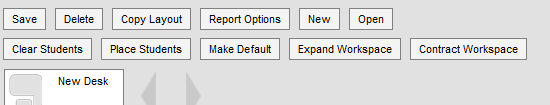 Save Delete Copy Layout Report Options New Open
Clear Students Place Students Make Default Expand Workspace Contract Workspace
New Desk